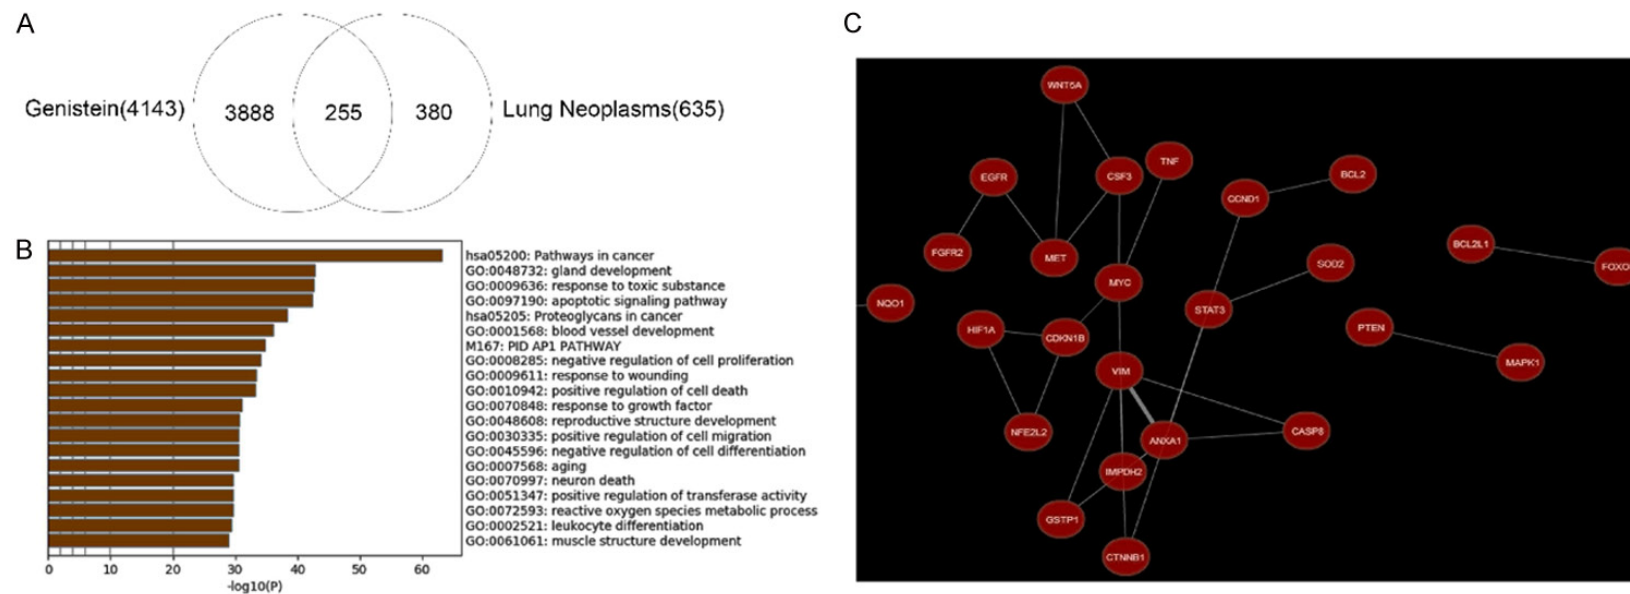 A
Genistein(4143)
3888
255
380
Lung Neoplasms(635)
B
hsa05200: Pathways in cancer
GO:0048732: gland development
GO:0009636: response to toxic substance
GO:0097190: apoptotic signaling pathway
hsa05205: Proteoglycans in cancer
GO:0001568: blood vessel development
M167: PID AP1 PATHWAY
GO:0008285: negative regulation of cell proliferation
GO:0009611: response to wounding
GO:0010942: positive regulation of cell death
GO:0070848: response to growth factor
GO:0048608: reproductive structure development
GO:0030335: positive regulation of cell migration
GO:0045596: negative regulation of cell differentiation
GO:0007568: aging
GO:0070997: neuron death
GO:0051347: positive regulation of transferase activity
GO:0072593: reactive oxygen species metabolic process
GO:0002521: leukocyte differentiation
GO:0061061: muscle structure development
0 10 20 30 40 50 60
-log10(P)
C
WNT5A
TNF
EGFR
CSF3
BCL2
CCND1
FGFR2
MET
BCL2L1
SOD2
FOXO
MYC
NQO1
STAT3
HIF1A
CDKN1B
PTEN
MAPK1
VIM
NFE2L2
ANXA1
CASP8
IMPDH2
GSTP1
CTNNB1